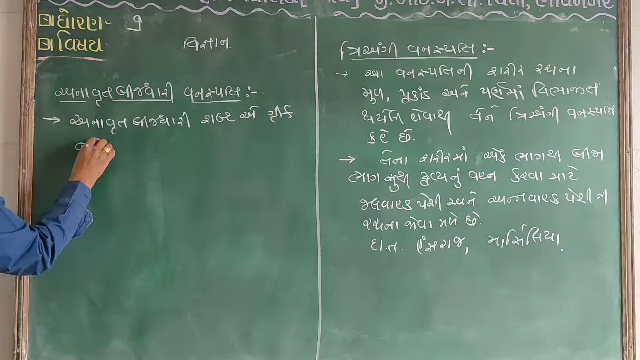 ધોરણ - 9
વિષય
વિજ્ઞાન
અનાવૃત બીજધારી વનસ્પતિ :-
→ અનાવૃત બીજધારી શબ્દ એ ગ્રીક
ત્રિઅંગી વનસ્પતિ :-
→ આ વનસ્પતિની શરીર રચના
મુળ, પ્રકાંડ અને પર્ણમાં વિભાજીત
થયેલ હોવાથી તેને ત્રિઅંગી વનસ્પતિ
કહે છે.
→ તેના શરીરમાં એક ભાગથી બીજા
ભાગ સુધી દ્રવ્યનું વહન કરવા માટે
જલવાહક પેશી અને અન્નવાહક પેશી ની
રચના જોવા મળે છે.
દા.ત. હંસરાજ, માર્સિલિયા.